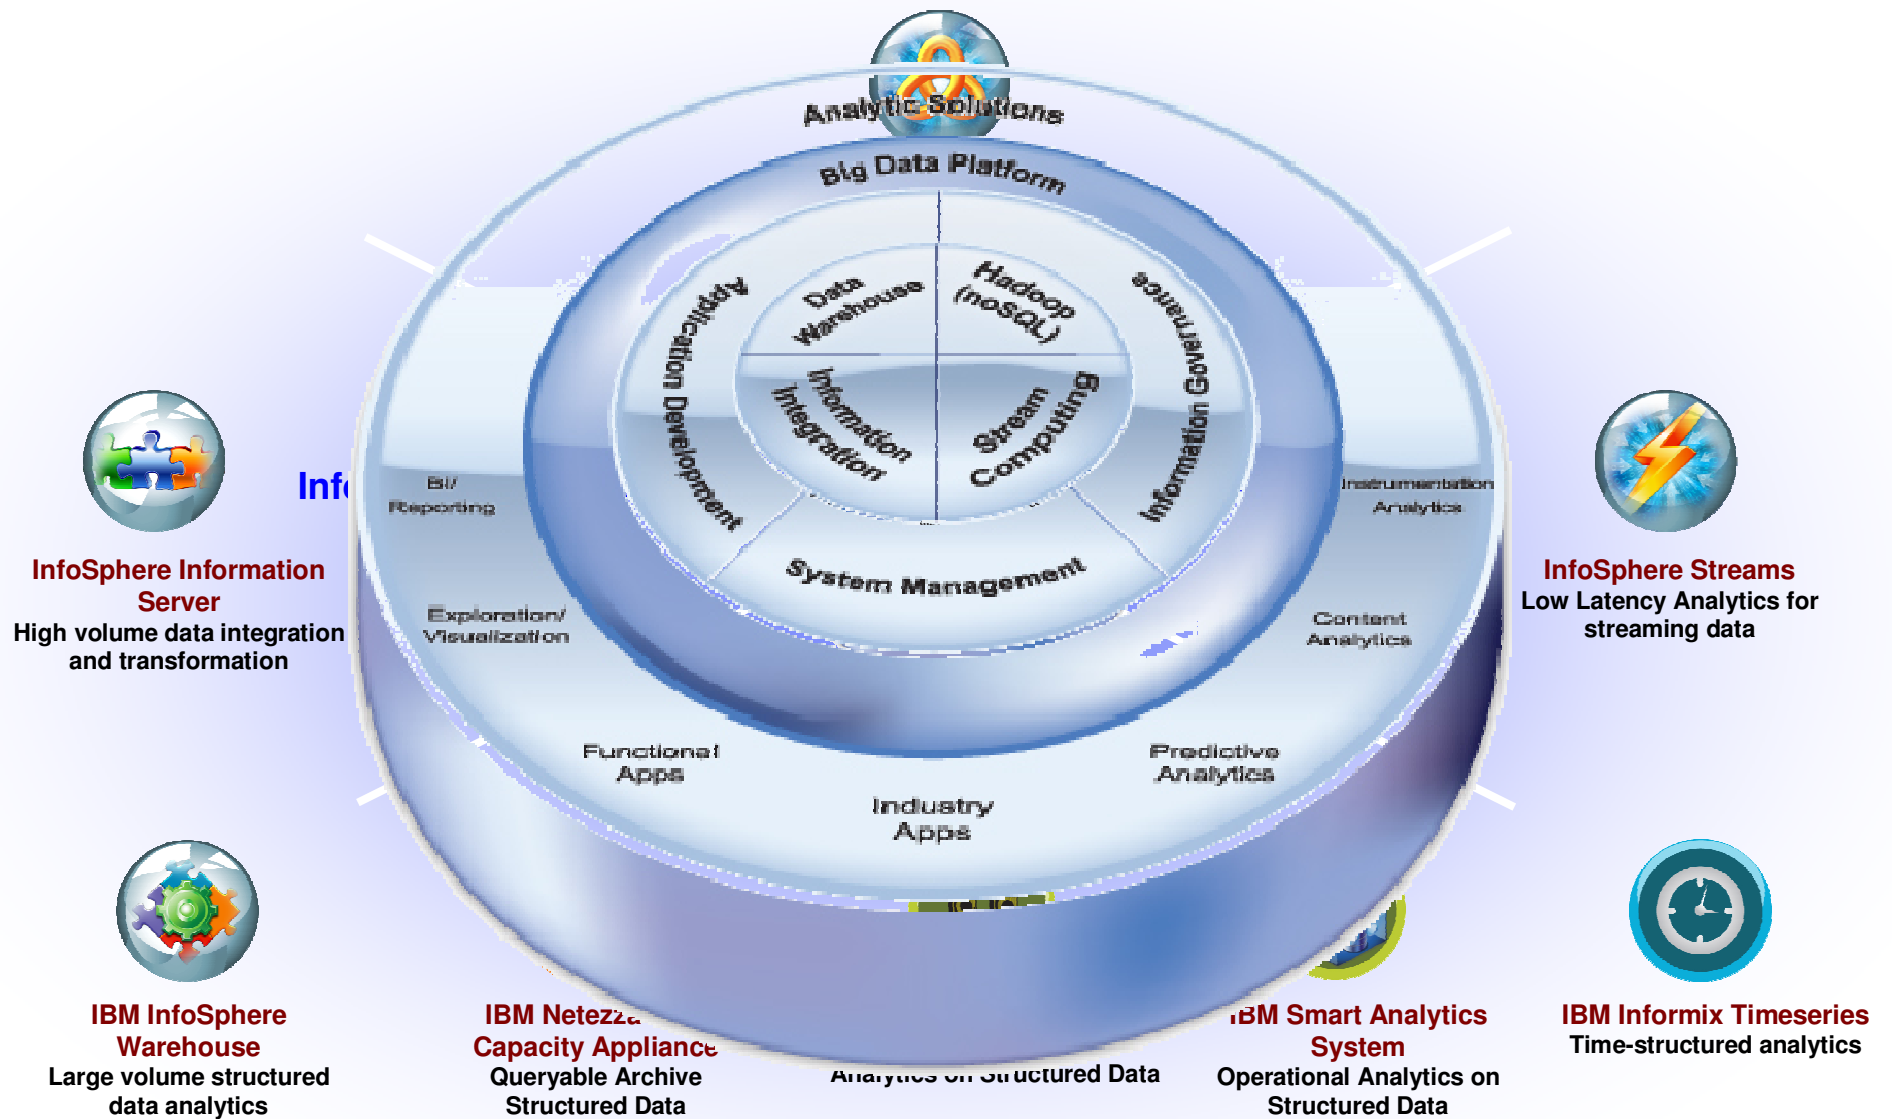 Analytic Solutions
Big Data Platform
Data
Warehouse
Hadoop
(noSQL)
Application Development
Information Governance
Information
Integration
Stream
Computing
System Management
BI/
Reporting
Instrumentation
Analytics
Exploration/
Visualization
Content
Analytics
Functional
Apps
Predictive
Analytics
Industry
Apps
InfoSphere Information
Server
High volume data integration
and transformation
InfoSphere Streams
Low Latency Analytics for
streaming data
IBM InfoSphere
Warehouse
Large volume structured
data analytics
IBM Netezza
Capacity Appliance
Queryable Archive
Structured Data
Analytics on Structured Data
IBM Smart Analytics
System
Operational Analytics on
Structured Data
IBM Informix Timeseries
Time-structured analytics